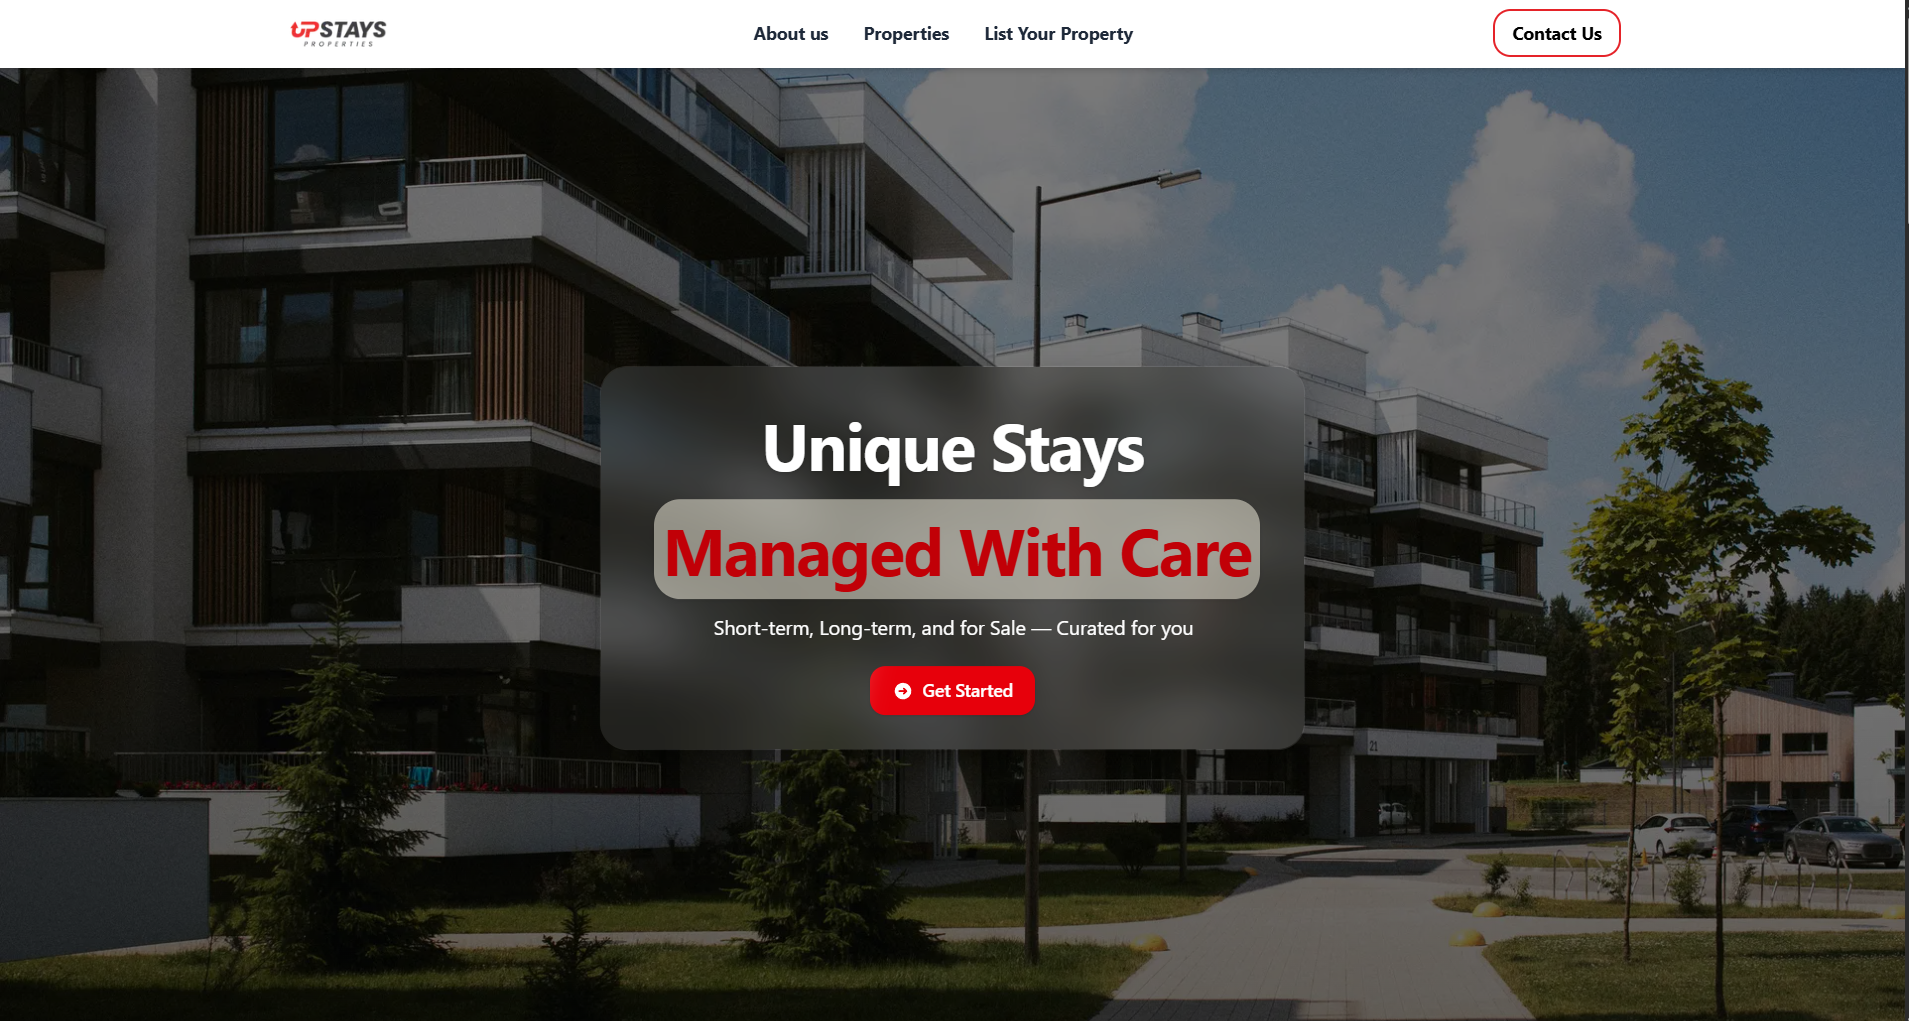 UPSTAYS
PROPERTIES
About us
Properties
List Your Property
Contact Us
Unique Stays
Managed With Care
Short-term, Long-term, and for Sale — Curated for you
Get Started
21